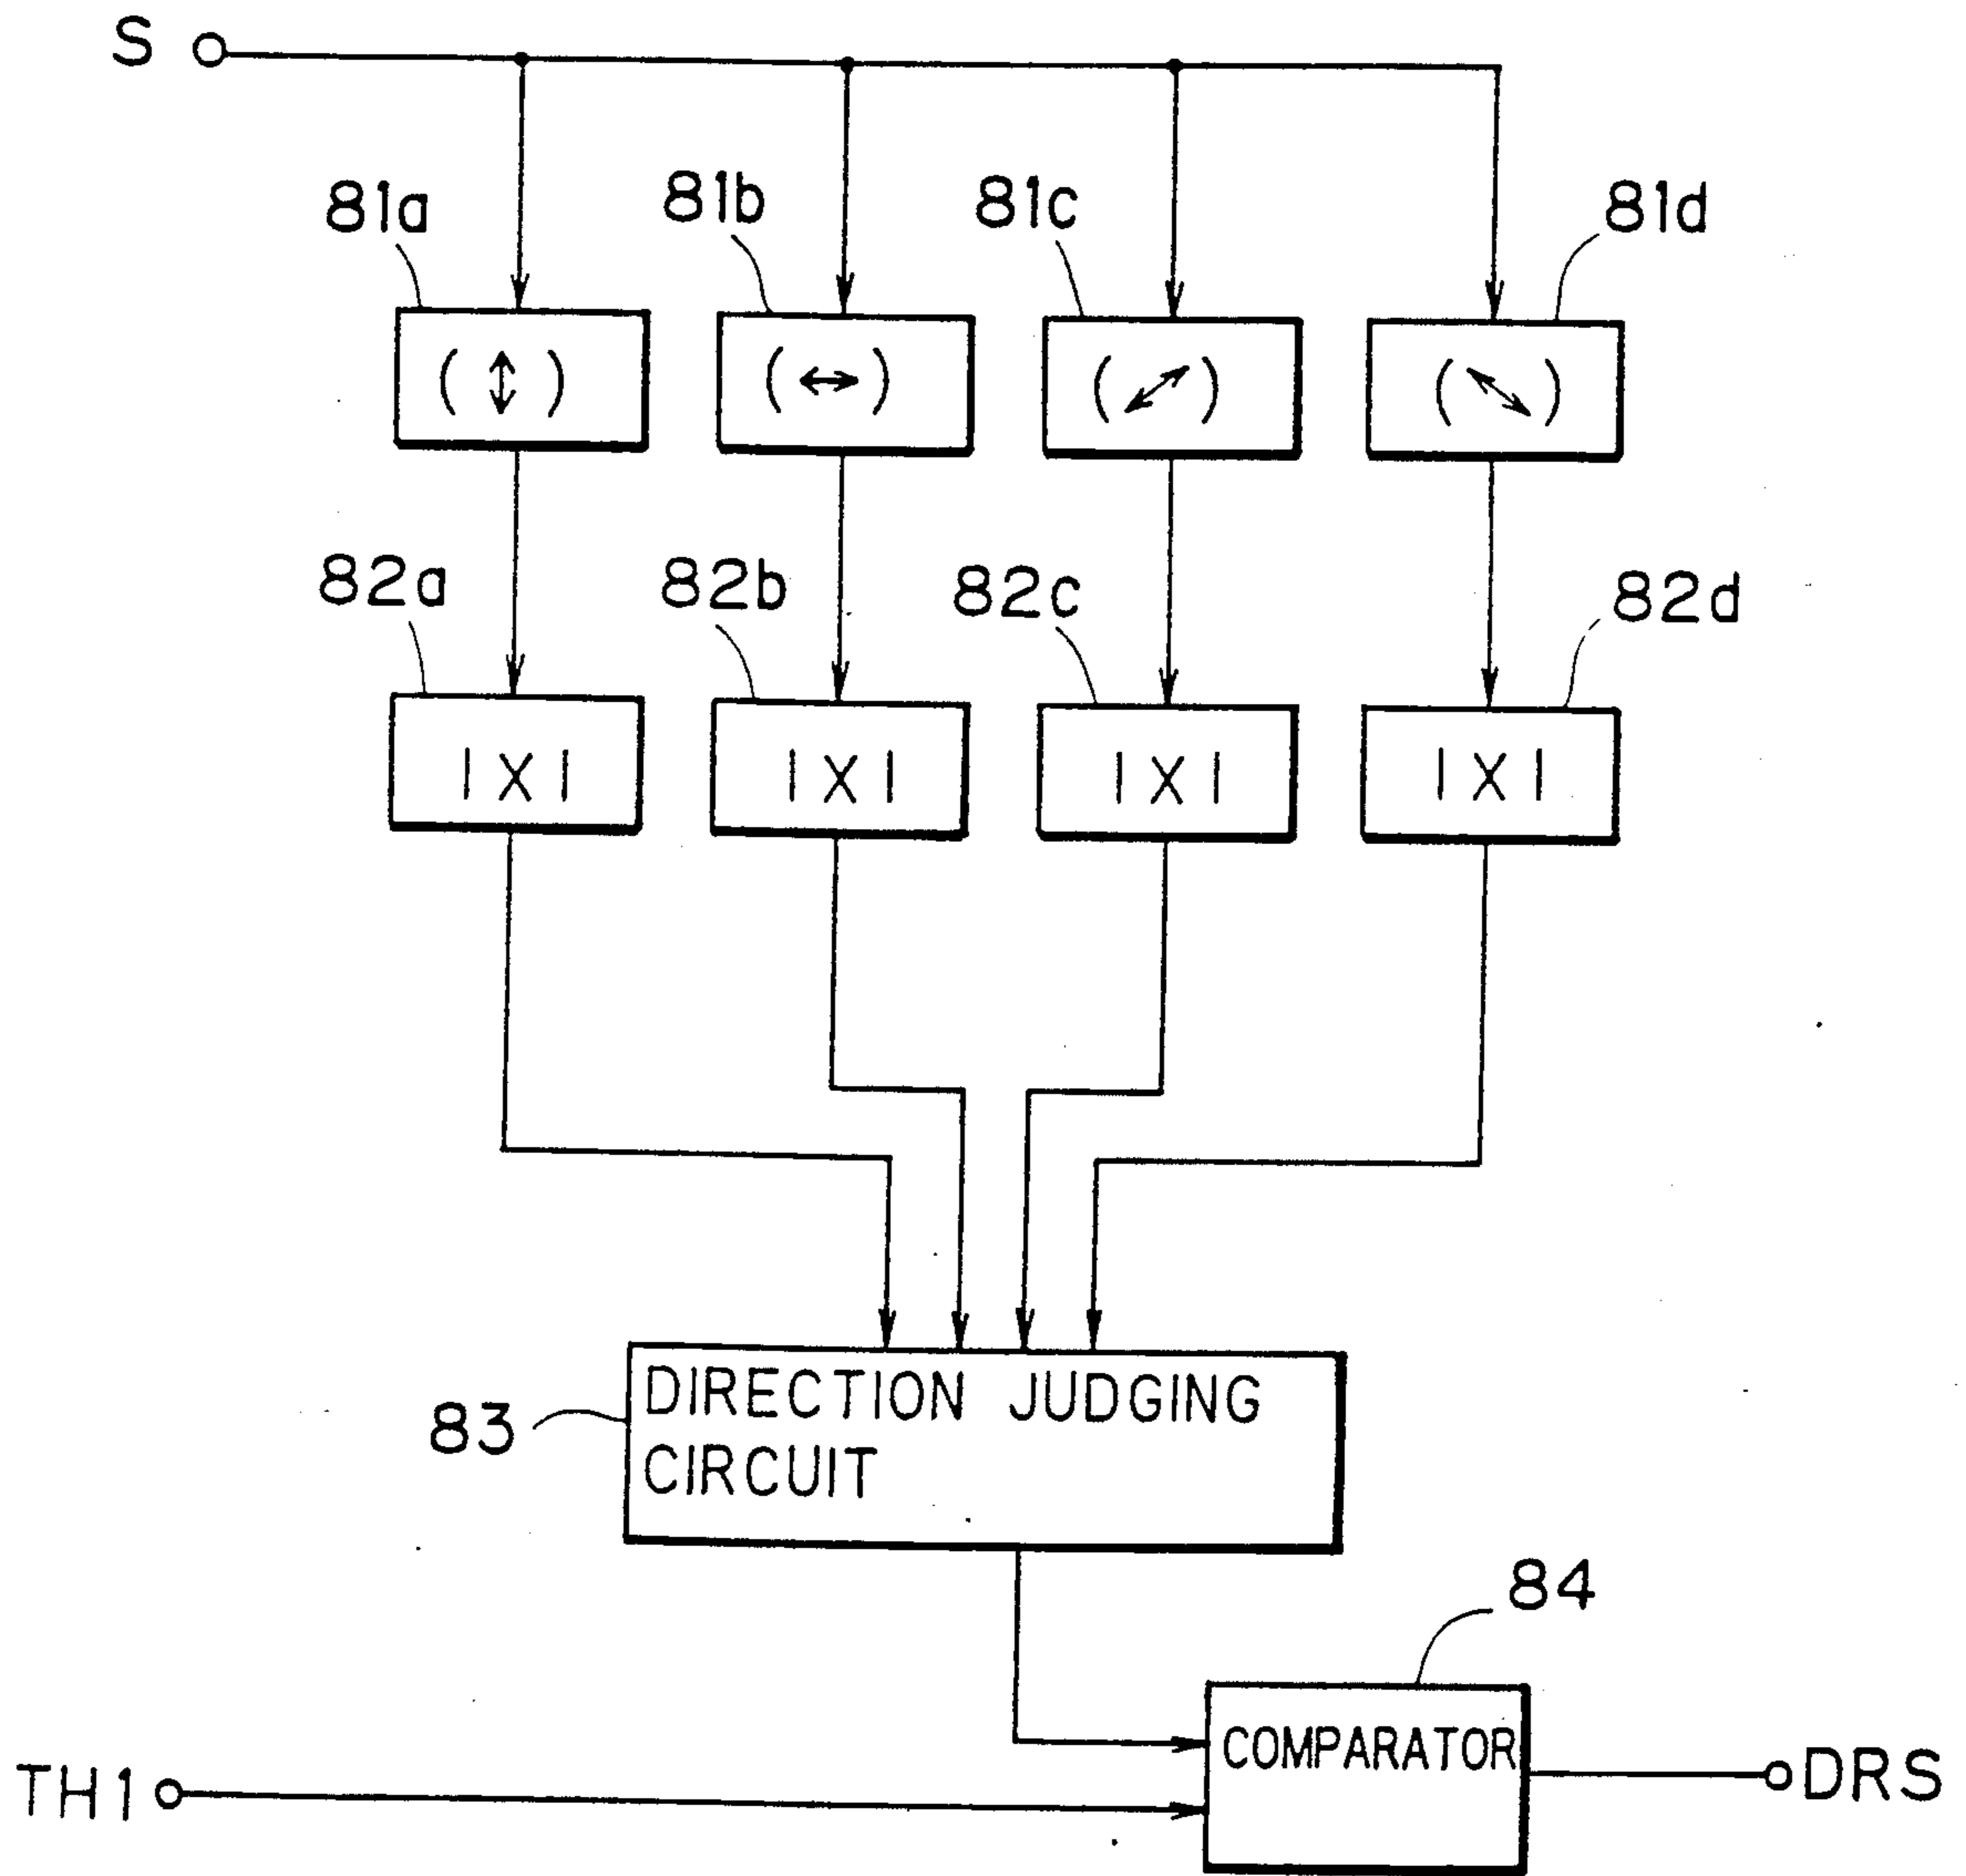 S
81a
81b
81c
81d
( ↕ )
( ↔ )
( ⤢ )
( ⤡ )
82a
82b
82c
82d
|X|
|X|
|X|
|X|
83
DIRECTION JUDGING
CIRCUIT
84
COMPARATOR
TH1
DRS